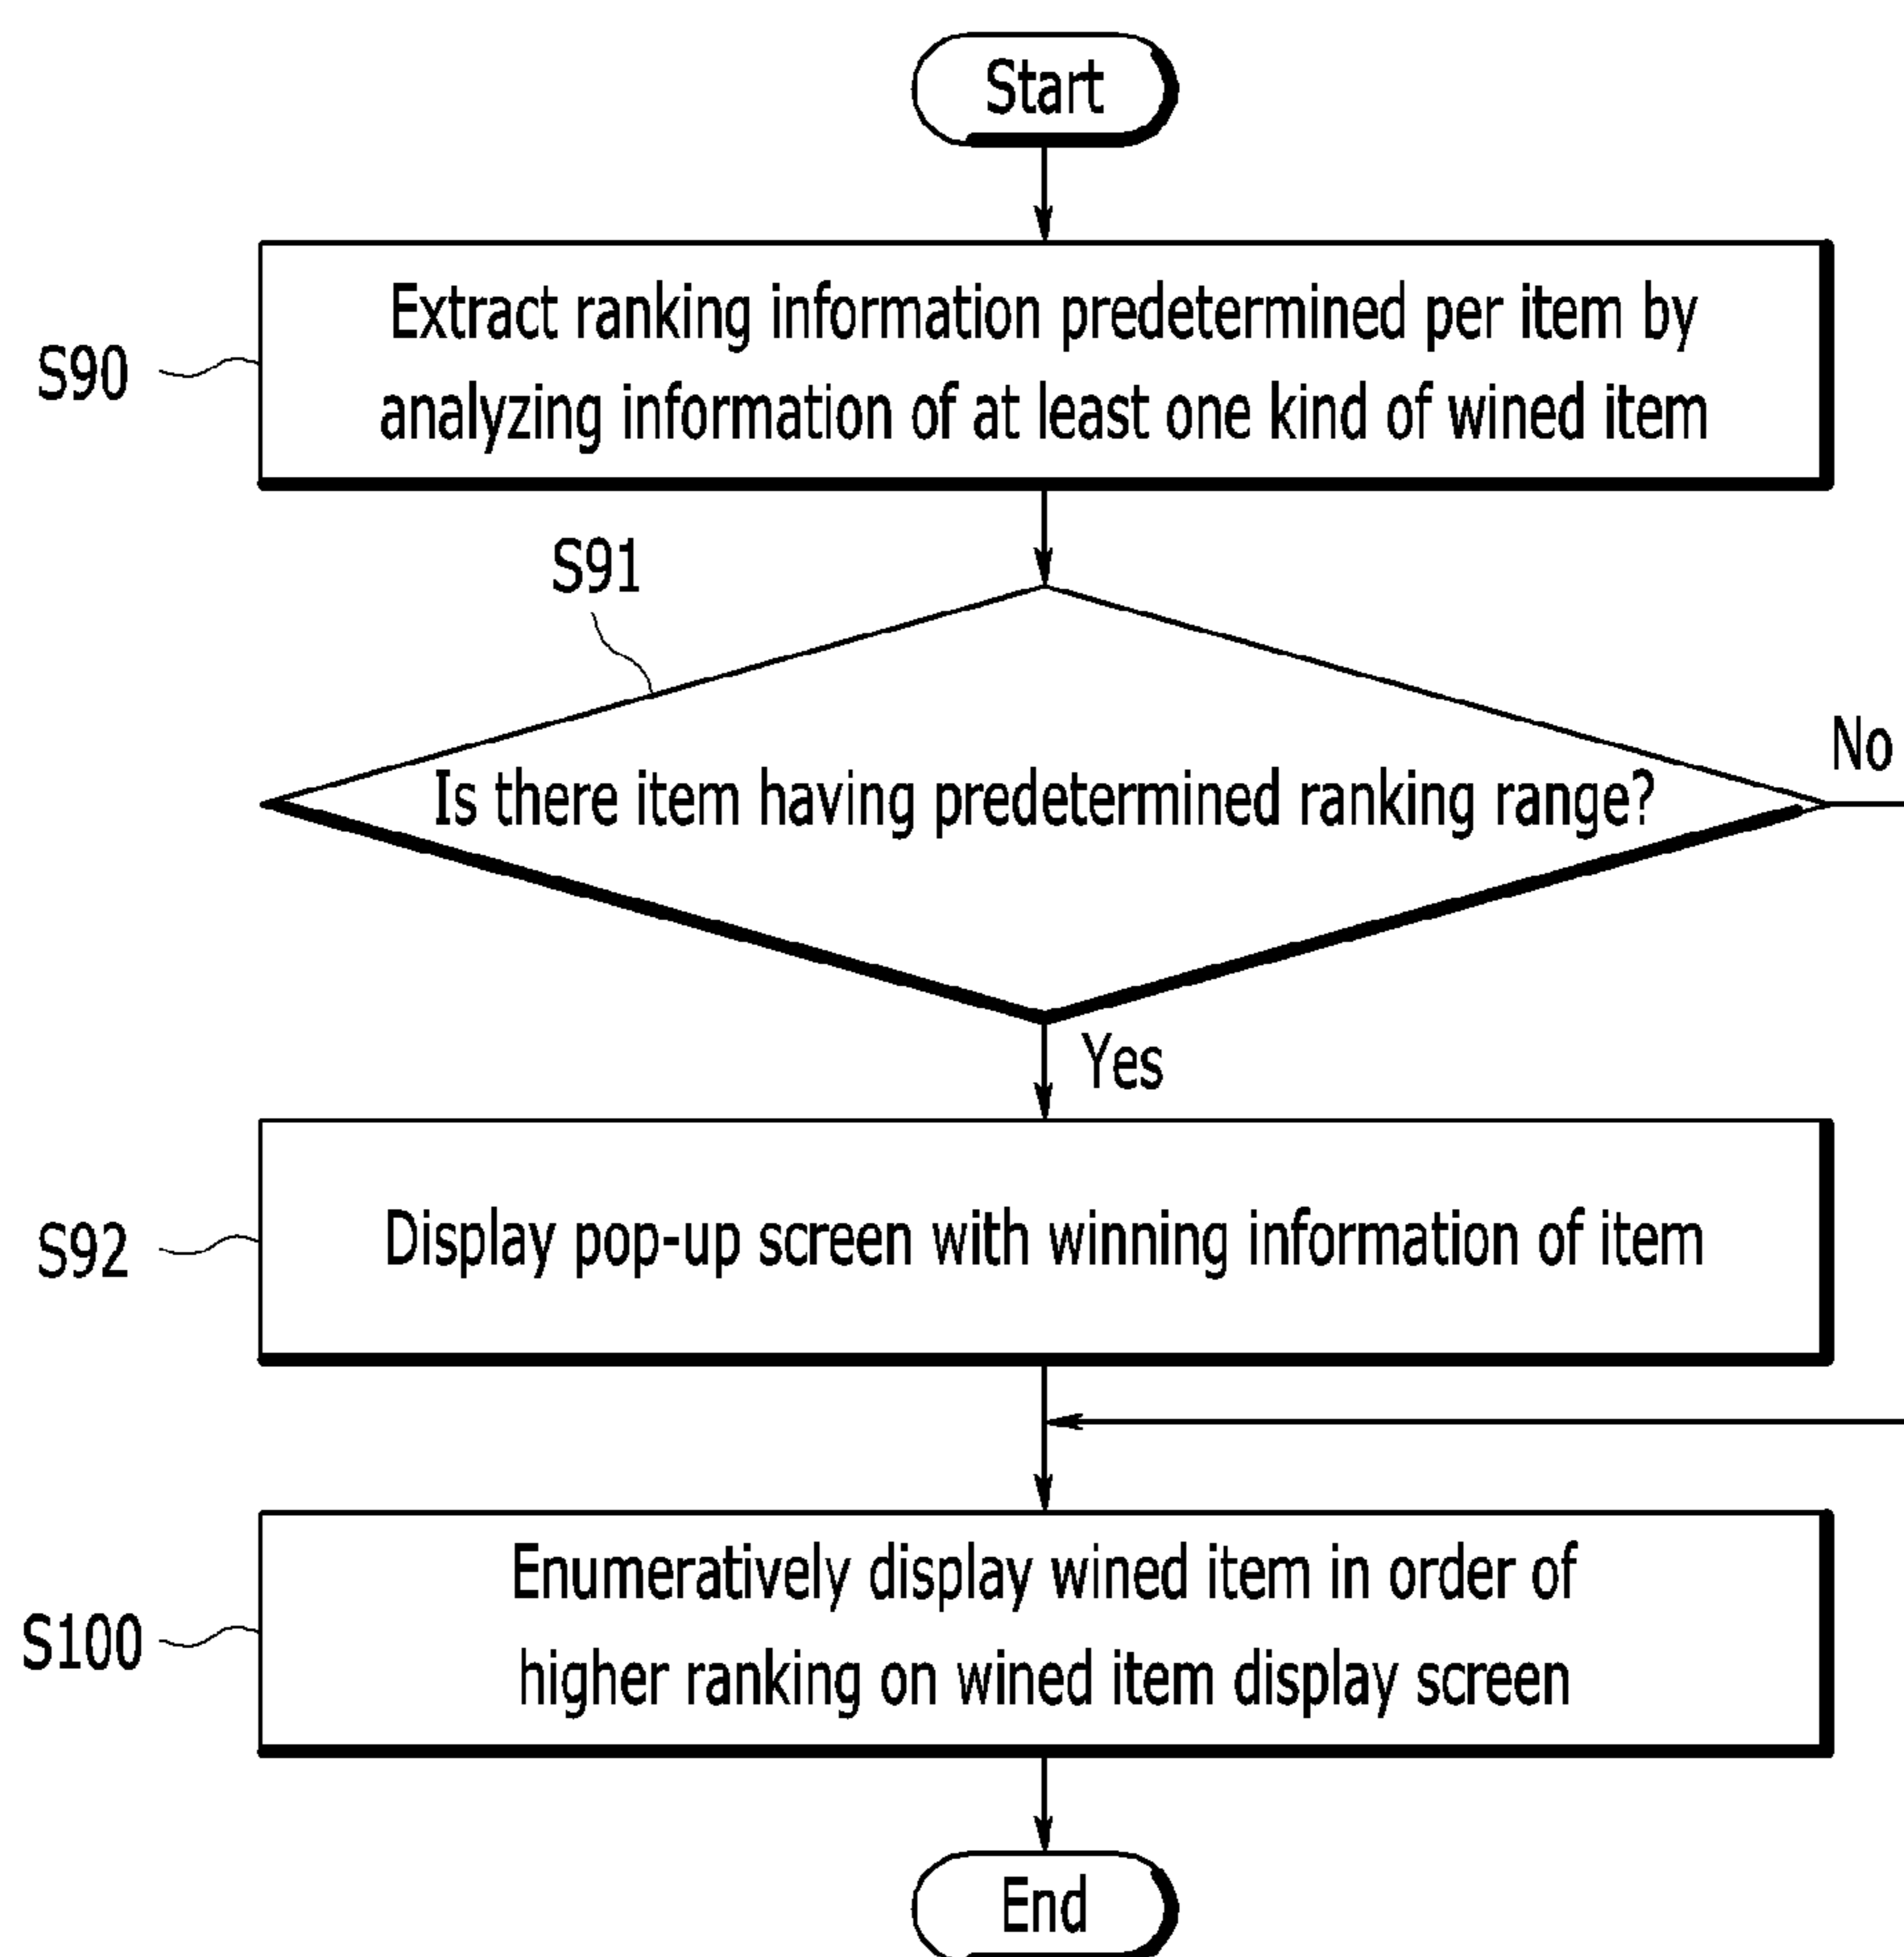 Start
S90
Extract ranking information predetermined per item by
analyzing information of at least one kind of wined item
S91
Is there item having predetermined ranking range?
No
Yes
S92
Display pop-up screen with winning information of item
S100
Enumeratively display wined item in order of
higher ranking on wined item display screen
End